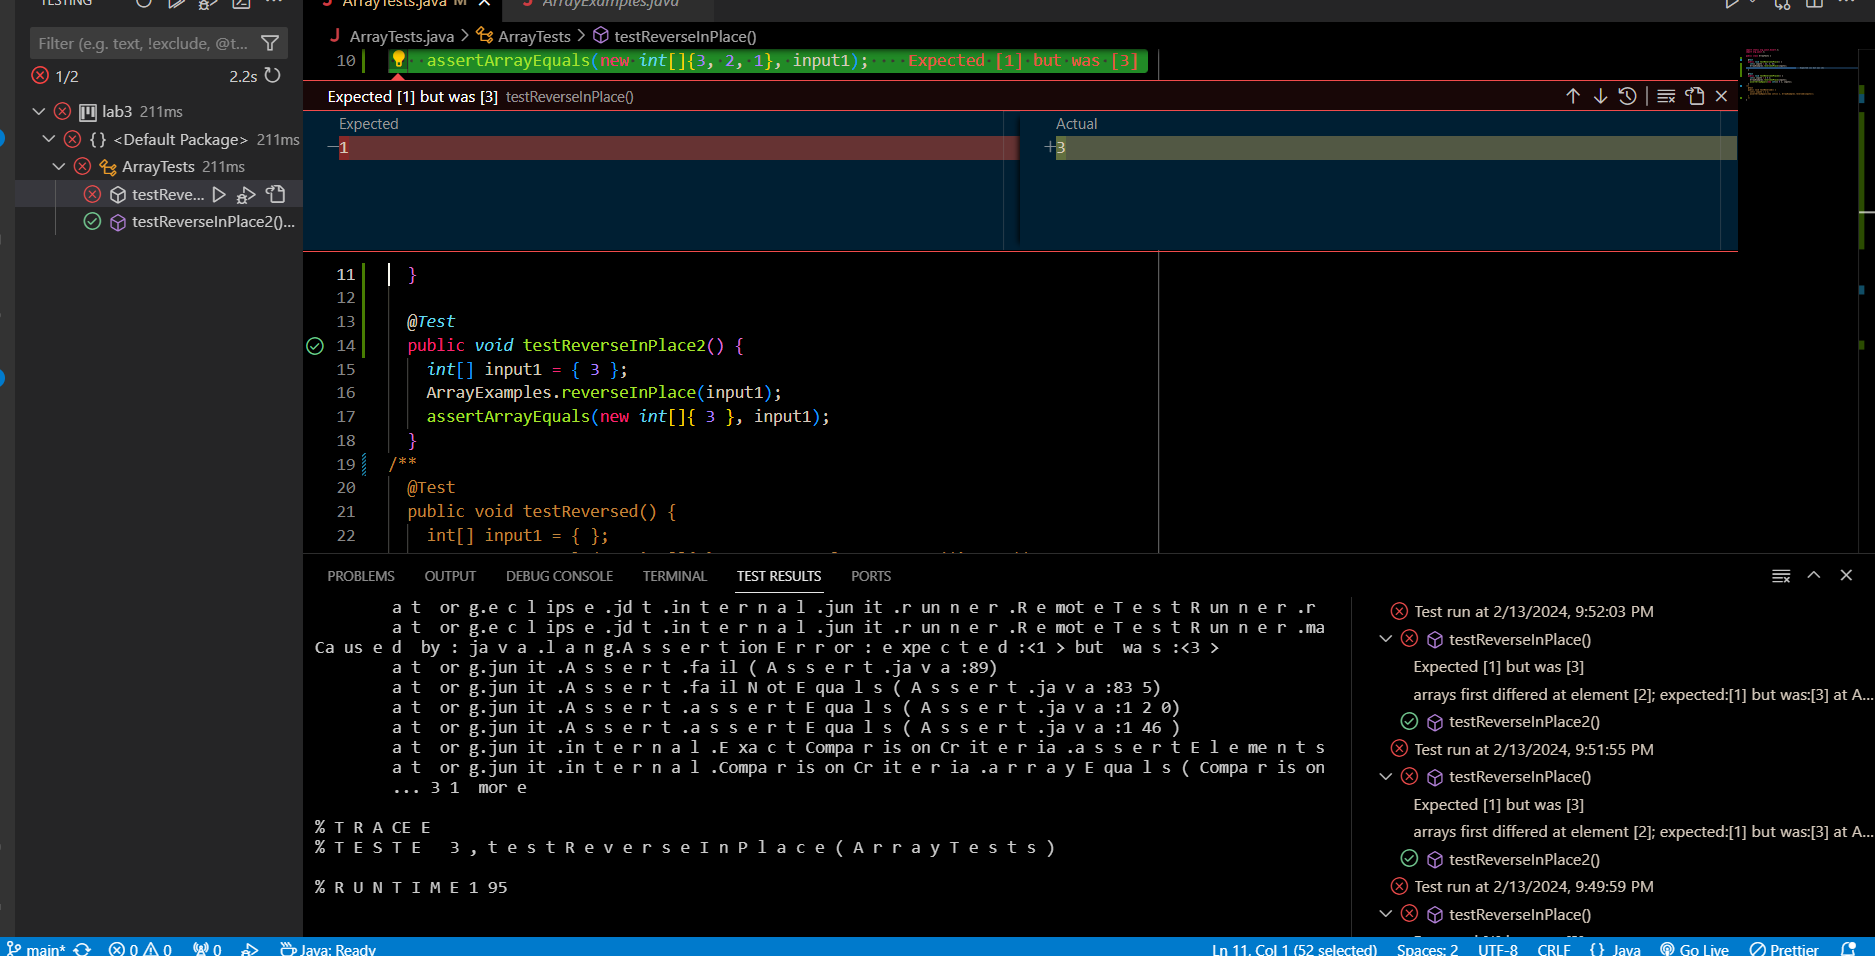 TESTING
ArrayTests.java M
ArrayExamples.java
Filter (e.g. text, !exclude, @t...
1/2
2.2s
lab3 211ms
{} <Default Package> 211ms
ArrayTests 211ms
testReve...
testReverseInPlace2()...
ArrayTests.java > ArrayTests > testReverseInPlace()
10 assertArrayEquals(new int[]{3, 2, 1}, input1); Expected [1] but was [3]
Expected [1] but was [3] testReverseInPlace()
Expected
Actual
−1
+3
11 }
12
13 @Test
14 public void testReverseInPlace2() {
15 int[] input1 = { 3 };
16 ArrayExamples.reverseInPlace(input1);
17 assertArrayEquals(new int[]{ 3 }, input1);
18 }
19 /**
20 @Test
21 public void testReversed() {
22 int[] input1 = { };
PROBLEMS OUTPUT DEBUG CONSOLE TERMINAL TEST RESULTS PORTS
at org.eclipse.jdt.internal.junit.runner.RemoteTestRunner.r
at org.eclipse.jdt.internal.junit.runner.RemoteTestRunner.ma
Caused by: java.lang.AssertionError: expected:<1> but was:<3>
at org.junit.Assert.fail(Assert.java:89)
at org.junit.Assert.failNotEquals(Assert.java:835)
at org.junit.Assert.assertEquals(Assert.java:120)
at org.junit.Assert.assertEquals(Assert.java:146)
at org.junit.internal.ExactComparisonCriteria.assertElements
at org.junit.internal.ComparisonCriteria.arrayEquals(Comparison
... 31 more
%TRACEE
%TESTE 3,testReverseInPlace(ArrayTests)
%RUNTIME195
Test run at 2/13/2024, 9:52:03 PM
testReverseInPlace()
Expected [1] but was [3]
arrays first differed at element [2]; expected:[1] but was:[3] at A...
testReverseInPlace2()
Test run at 2/13/2024, 9:51:55 PM
testReverseInPlace()
Expected [1] but was [3]
arrays first differed at element [2]; expected:[1] but was:[3] at A...
testReverseInPlace2()
Test run at 2/13/2024, 9:49:59 PM
testReverseInPlace()
main* 0 0 0 Java: Ready
Ln 11, Col 1 (52 selected) Spaces: 2 UTF-8 CRLF {} Java Go Live Prettier